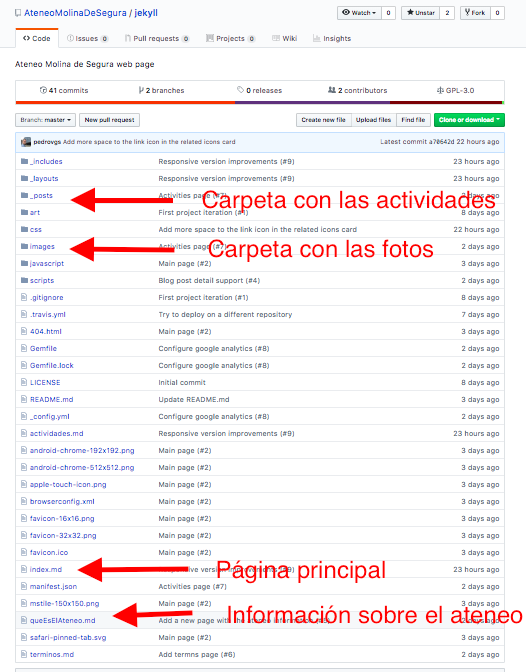 AteneoMolinaDeSegura / jekyll
Watch 0 Unstar 2 Fork 0
Code Issues 0 Pull requests 0 Projects 0 Wiki Insights
Ateneo Molina de Segura web page
41 commits 2 branches 0 releases 2 contributors GPL-3.0
Branch: master New pull request Create new file Upload files Find file Clone or download
pedrovgs Add more space to the link icon in the related icons card Latest commit a70642d 22 hours ago
_includes Responsive version improvements (#9) 23 hours ago
_layouts Responsive version improvements (#9) 23 hours ago
_posts Activities page (#7) 2 days ago
Carpeta con las actividades
art First project iteration (#1) 8 days ago
css Add more space to the link icon in the related icons card 22 hours ago
images Activities page (#7) 2 days ago
Carpeta con las fotos
javascript Main page (#2) 3 days ago
scripts Blog post detail support (#4) 2 days ago
.gitignore First project iteration (#1) 8 days ago
.travis.yml Try to deploy on a different repository 7 days ago
404.html Main page (#2) 3 days ago
Gemfile Configure google analytics (#8) 2 days ago
Gemfile.lock Configure google analytics (#8) 2 days ago
LICENSE Initial commit 8 days ago
README.md Update README.md 3 days ago
_config.yml Configure google analytics (#8) 2 days ago
actividades.md Responsive version improvements (#9) 23 hours ago
android-chrome-192x192.png Main page (#2) 3 days ago
android-chrome-512x512.png Main page (#2) 3 days ago
apple-touch-icon.png Main page (#2) 3 days ago
browserconfig.xml Main page (#2) 3 days ago
favicon-16x16.png Main page (#2) 3 days ago
favicon-32x32.png Main page (#2) 3 days ago
favicon.ico Main page (#2) 3 days ago
index.md Responsive version improvements (#9) 23 hours ago
Página principal
manifest.json Activities page (#7) 2 days ago
mstile-150x150.png Main page (#2) 3 days ago
Información sobre el ateneo
queEsElAteneo.md Add a new page with the ateneo information 2 days ago
safari-pinned-tab.svg Main page (#2) 3 days ago
terminos.md Add termns page (#6) 2 days ago